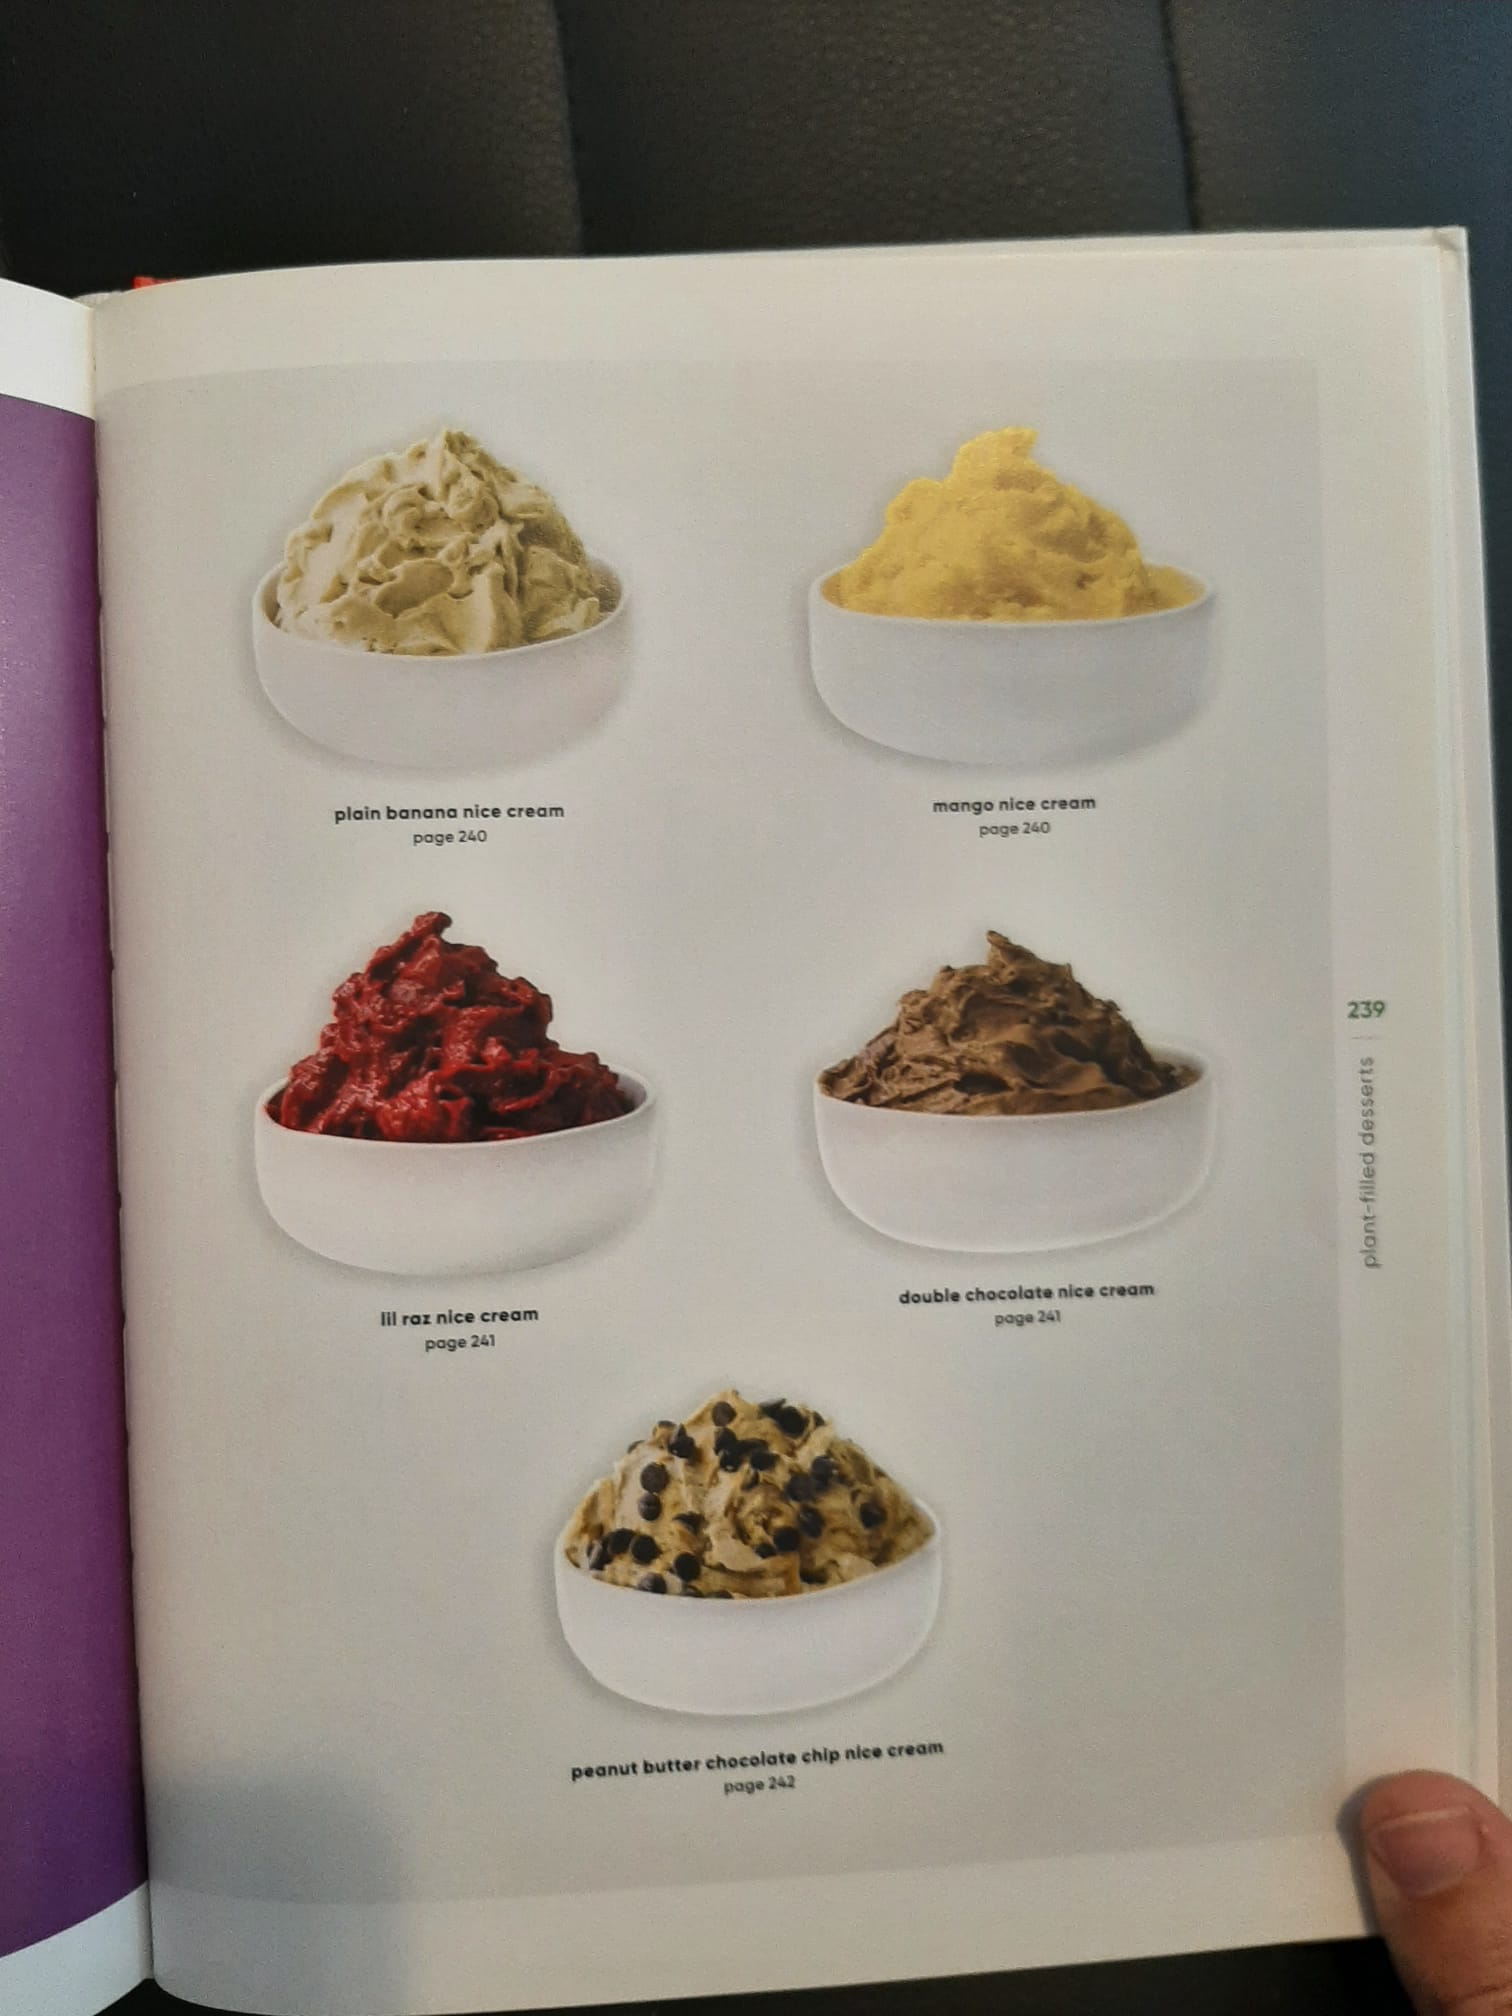 plain banana nice cream
page 240
mango nice cream
page 240
lil raz nice cream
page 241
double chocolate nice cream
page 241
peanut butter chocolate chip nice cream
page 242
239
plant-filled desserts